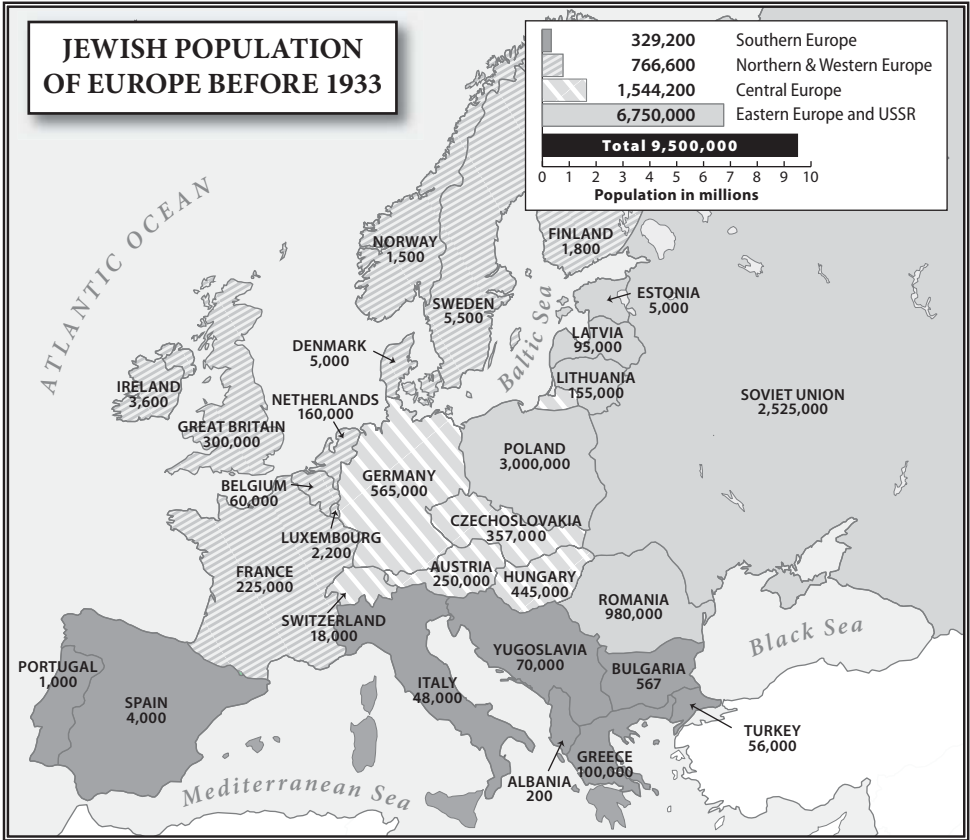 JEWISH POPULATION
OF EUROPE BEFORE 1933
329,200 Southern Europe
766,600 Northern & Western Europe
1,544,200 Central Europe
6,750,000 Eastern Europe and USSR
Total 9,500,000
0 1 2 3 4 5 6 7 8 9 10
Population in millions
ATLANTIC OCEAN
NORWAY
1,500
FINLAND
1,800
SWEDEN
5,500
Baltic Sea
ESTONIA
5,000
LATVIA
95,000
LITHUANIA
155,000
DENMARK
5,000
IRELAND
3,600
NETHERLANDS
160,000
GREAT BRITAIN
300,000
SOVIET UNION
2,525,000
POLAND
3,000,000
GERMANY
565,000
BELGIUM
60,000
CZECHOSLOVAKIA
357,000
LUXEMBOURG
2,200
FRANCE
225,000
AUSTRIA
250,000
HUNGARY
445,000
SWITZERLAND
18,000
ROMANIA
980,000
Black Sea
YUGOSLAVIA
70,000
BULGARIA
567
PORTUGAL
1,000
SPAIN
4,000
ITALY
48,000
TURKEY
56,000
GREECE
100,000
ALBANIA
200
Mediterranean Sea